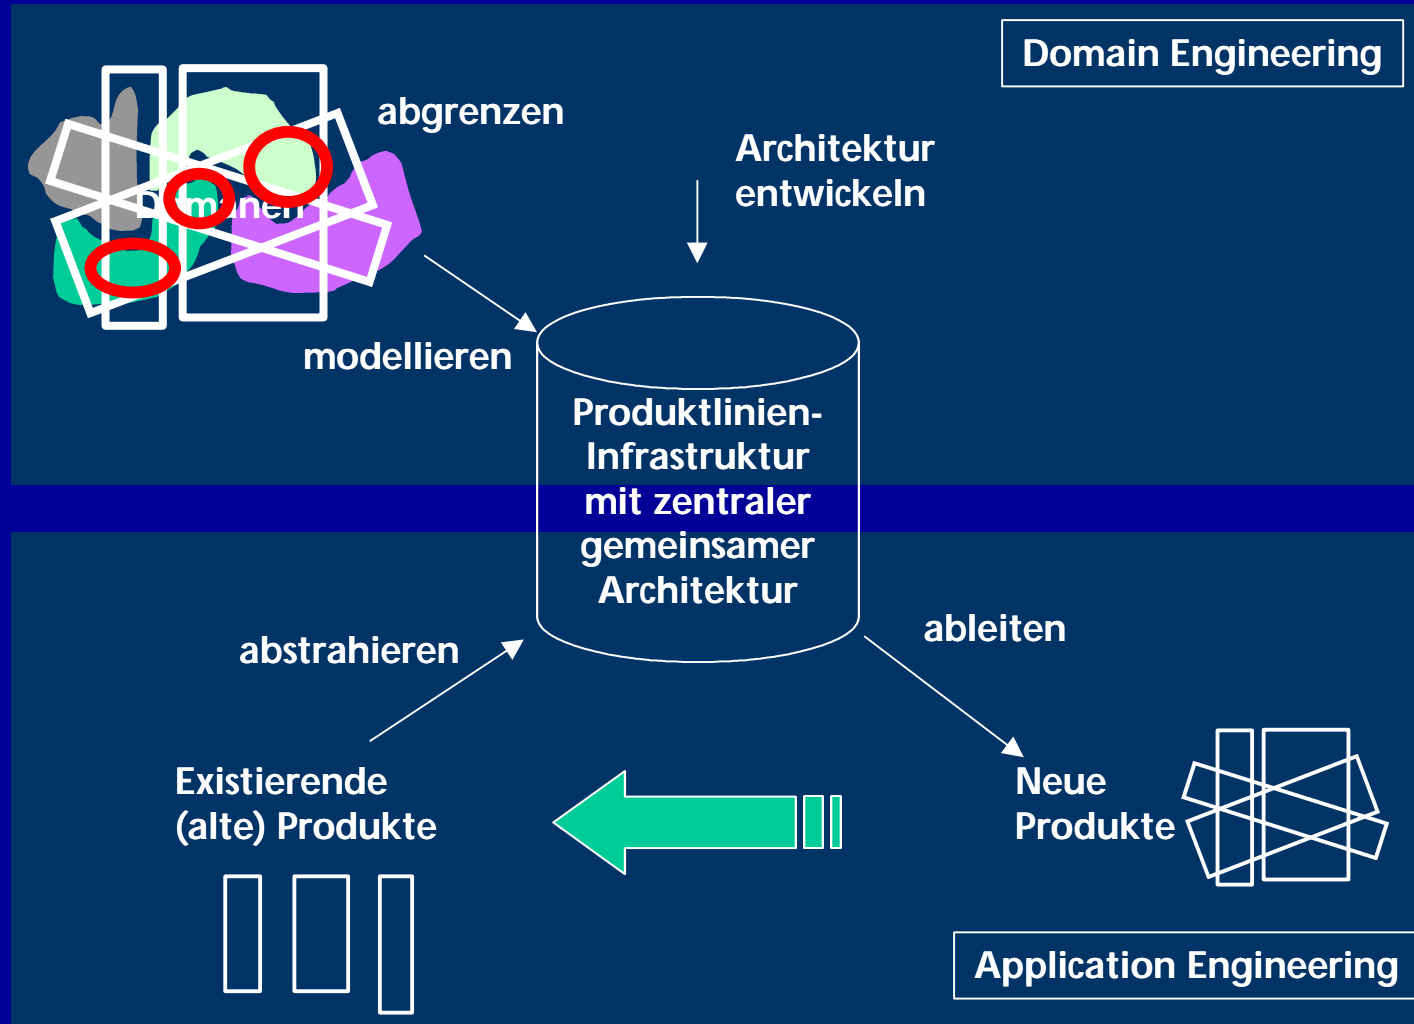 Domain Engineering
abgrenzen
Architektur
entwickeln
Domänen
modellieren
Produktlinien-
Infrastruktur
mit zentraler
gemeinsamer
Architektur
abstrahieren
ableiten
Existierende
(alte) Produkte
Neue
Produkte
Application Engineering